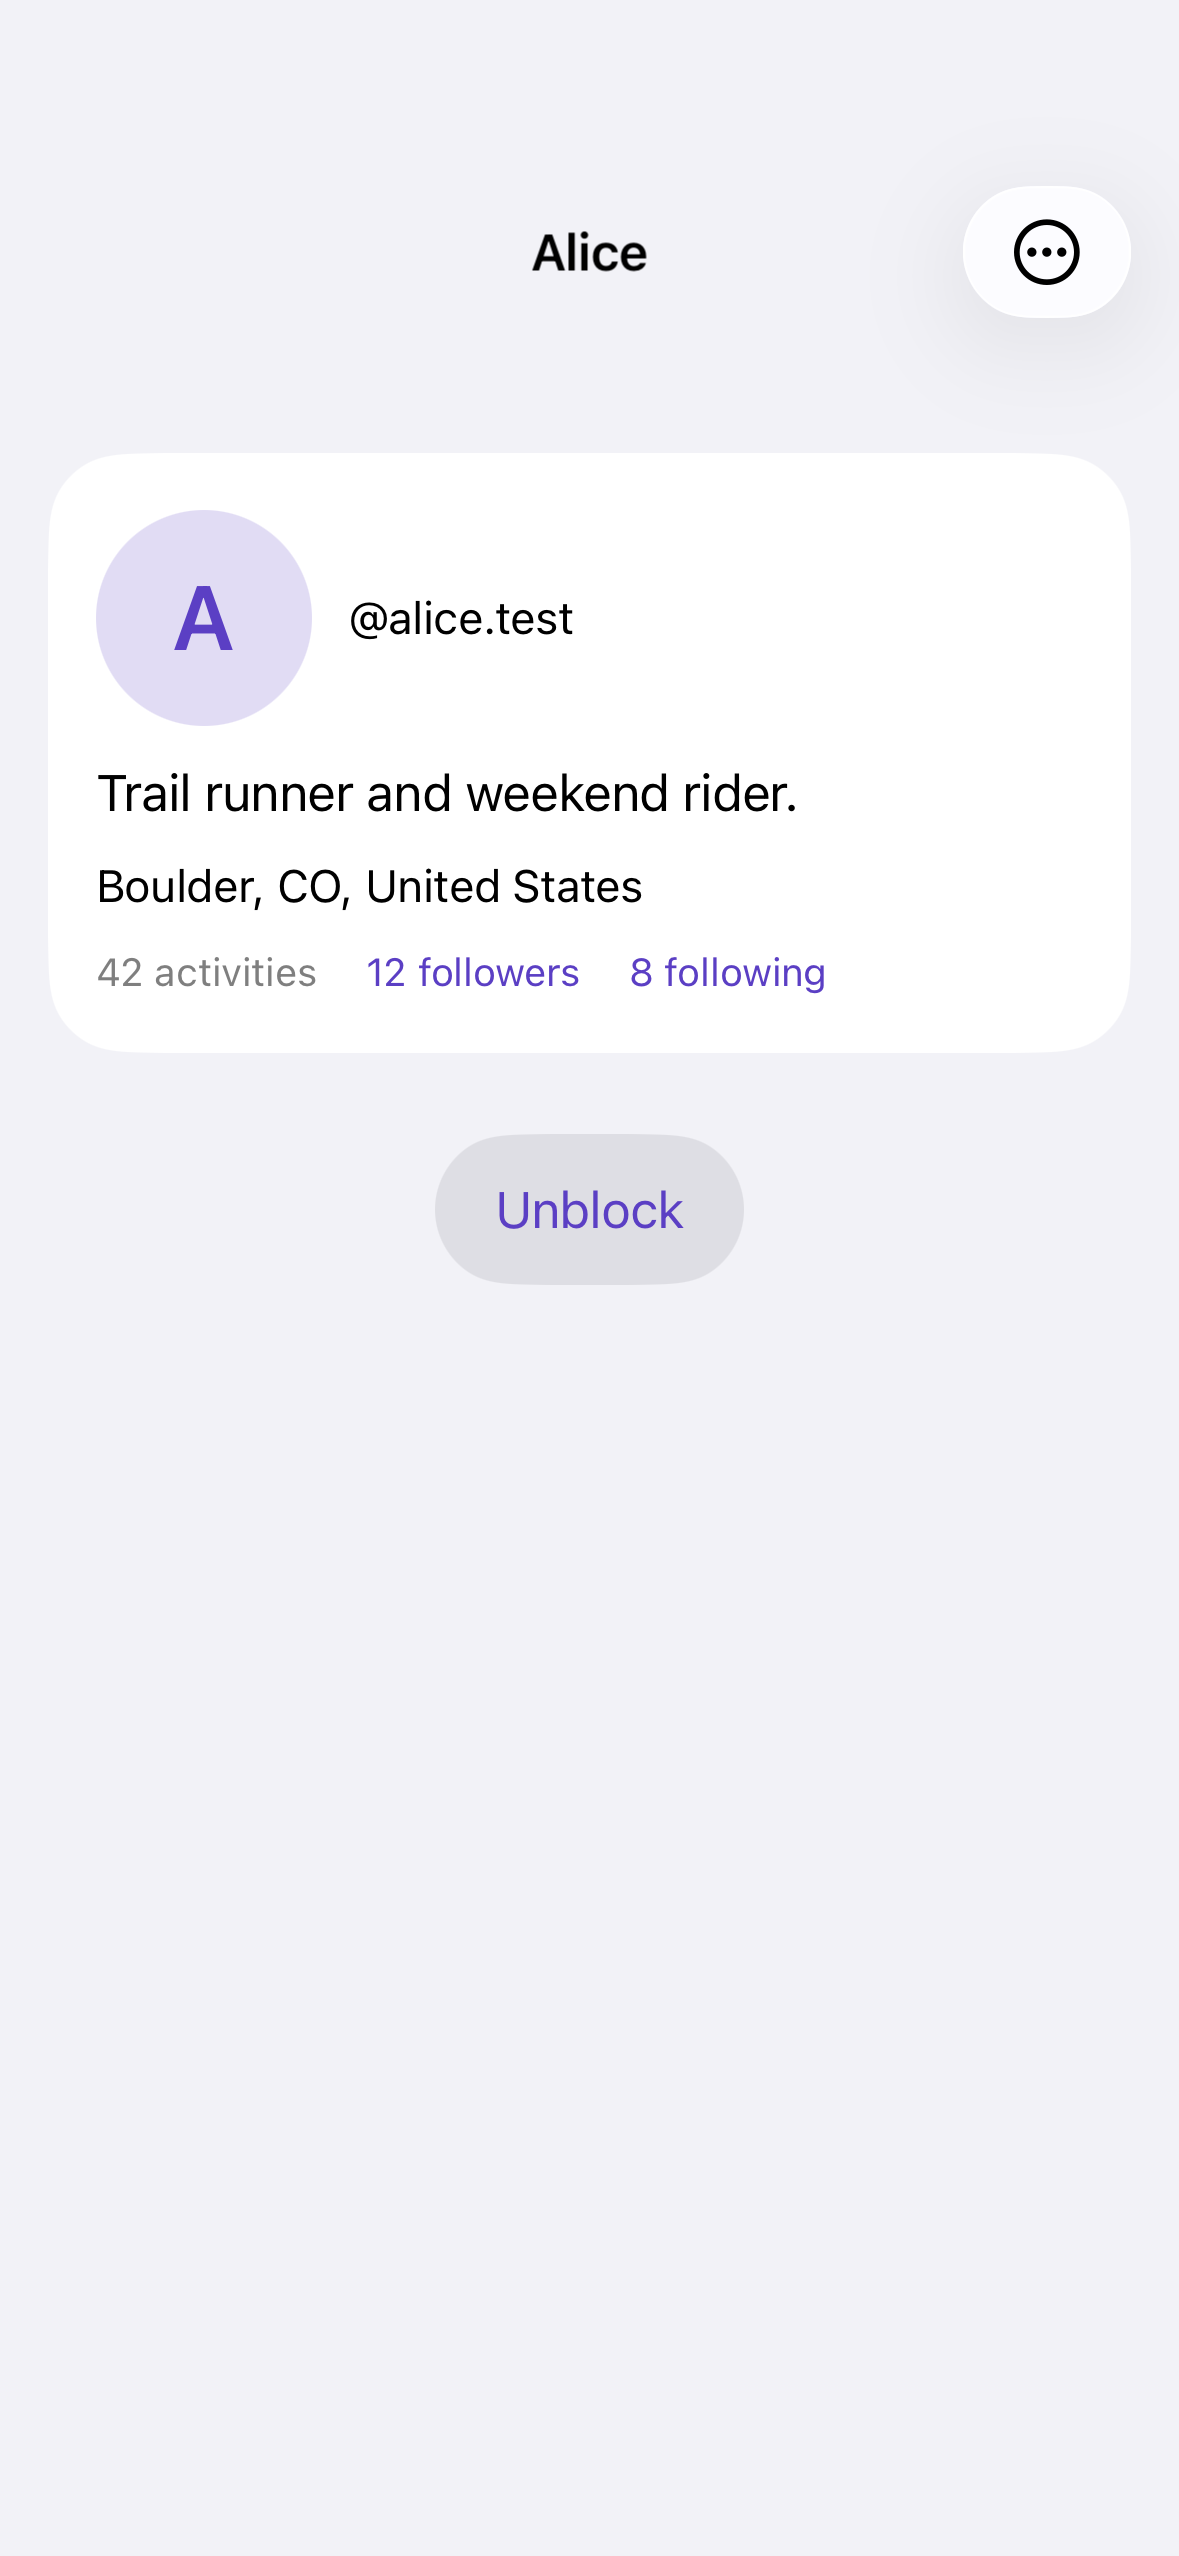 Alice
A
@alice.test
Trail runner and weekend rider.
Boulder, CO, United States
42 activities 12 followers 8 following
Unblock